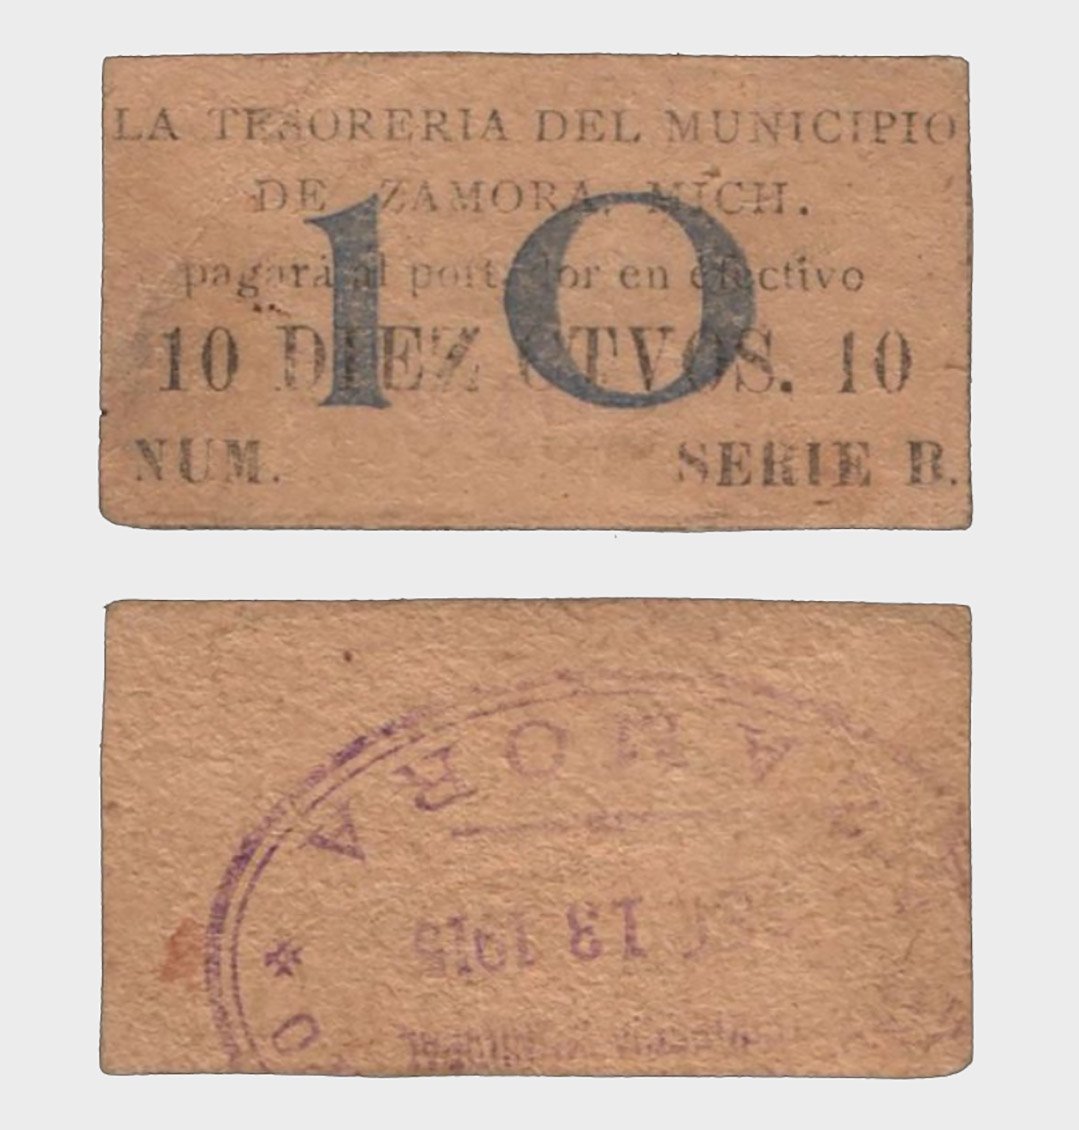 LA TESORERIA DEL MUNICIPIO
DE ZAMORA, MICH.
pagará al portador en efectivo
10 DIEZ CTVOS. 10
10
NUM. SERIE B.
ZAMORA
13 1915